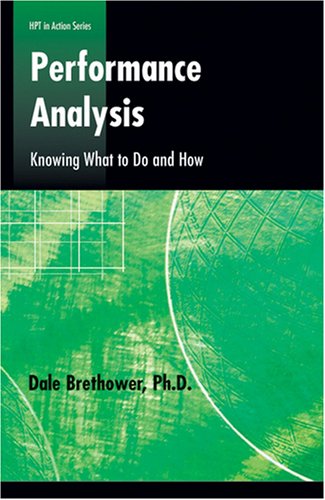 HPT in Action Series
Performance
Analysis
Knowing What to Do and How
Dale Brethower, Ph.D.